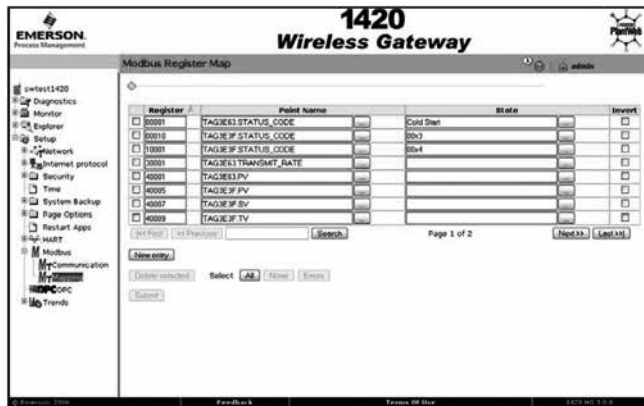 EMERSON.
Process Management
1420
Wireless Gateway
PlantWeb
Modbus Register Map
admin
swtest1420
Diagnostics
Monitor
Explorer
Setup
Network
Internet protocol
Security
Time
System Backup
Page Options
Restart Apps
HART
Modbus
Communication
Mapping
OPC
Trends
Register Point Name State Invert
00001 TAG3E63.STATUS_CODE ... Cold Start ...
00010 TAG3E3F.STATUS_CODE ... 00x3 ...
10001 TAG3E3F.STATUS_CODE ... 00x4 ...
30001 TAG3E63.TRANSMIT_RATE ...
40001 TAG3E63.PV ...
40005 TAG3E3F.PV ...
40007 TAG3E3F.SV ...
40009 TAG3E3F.TV ...
|<< First << Previous Search Page 1 of 2 Next >> Last >>|
New entry
Delete selected Select All None Errors
Submit
© Emerson, 2008 Feedback Terms Of Use